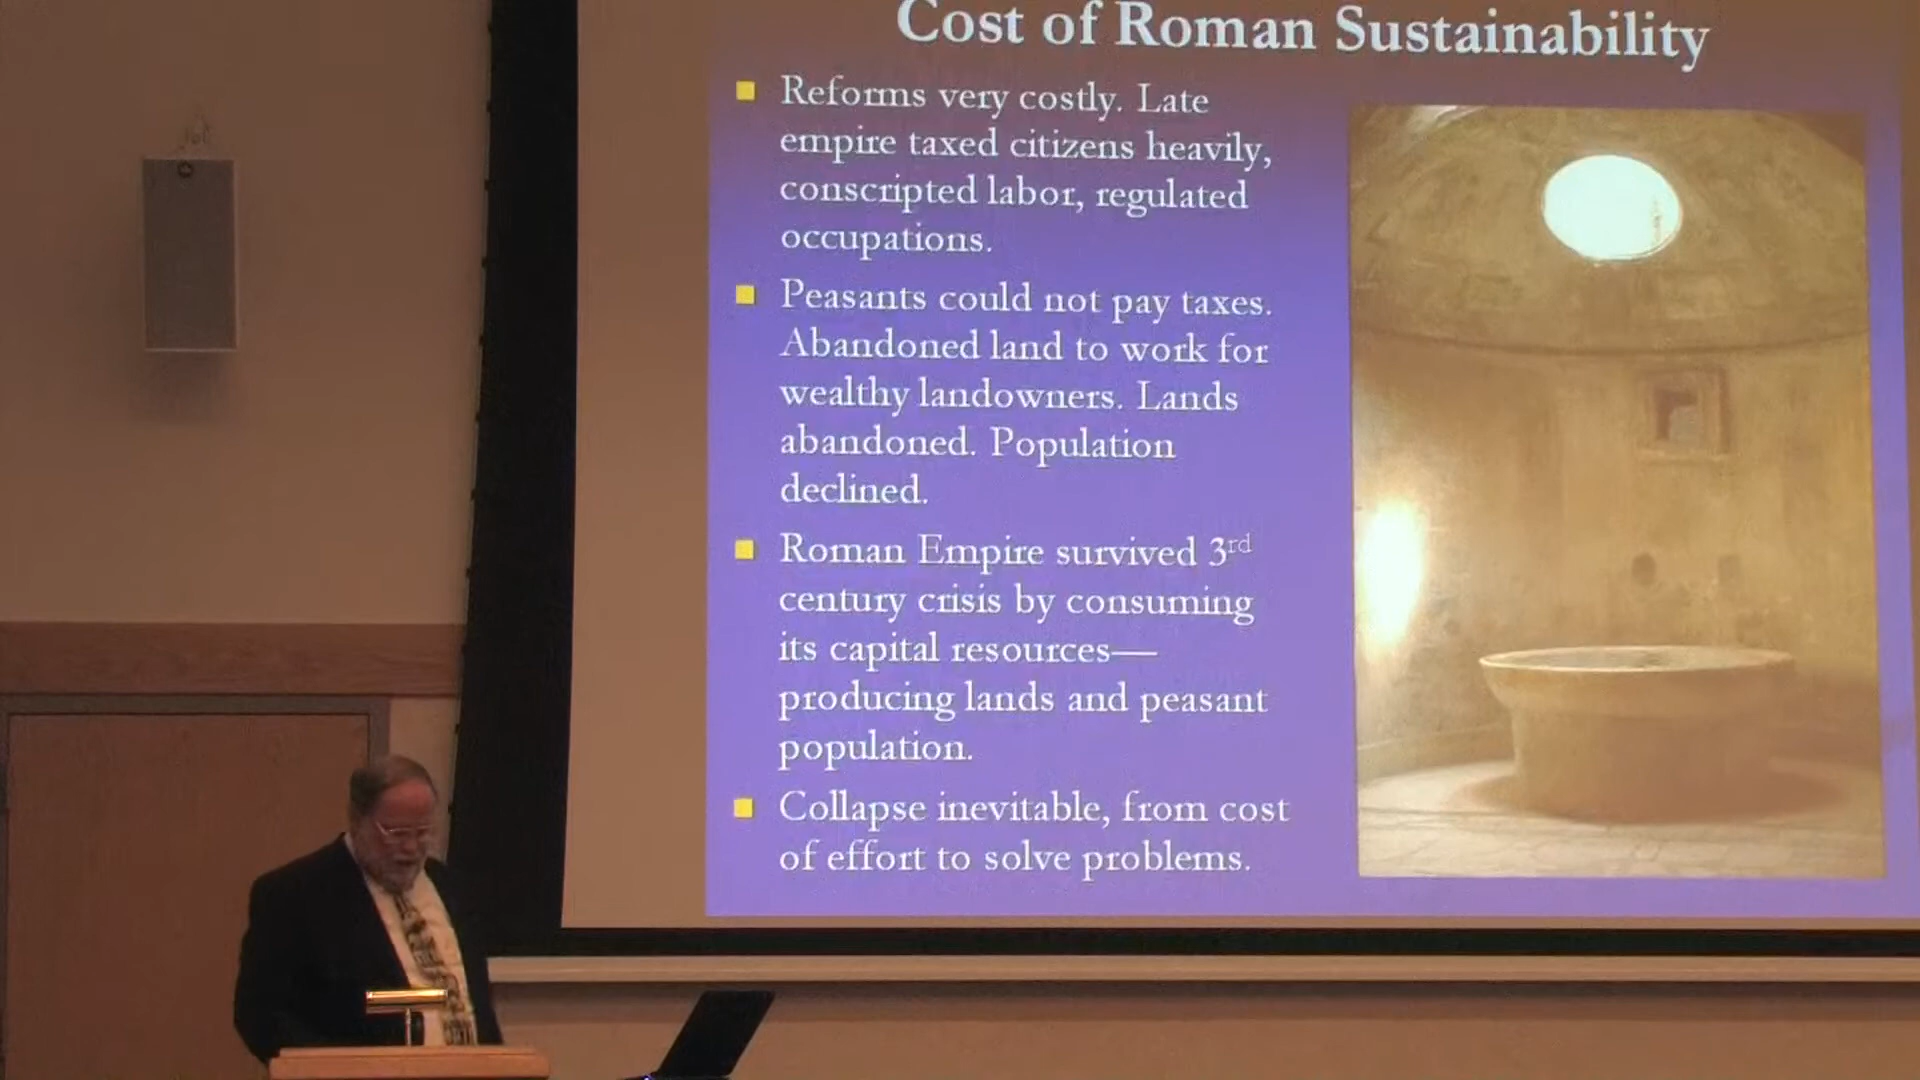 Cost of Roman Sustainability
Reforms very costly. Late
empire taxed citizens heavily,
conscripted labor, regulated
occupations.
Peasants could not pay taxes.
Abandoned land to work for
wealthy landowners. Lands
abandoned. Population
declined.
Roman Empire survived 3rd
century crisis by consuming
its capital resources—
producing lands and peasant
population.
Collapse inevitable, from cost
of effort to solve problems.